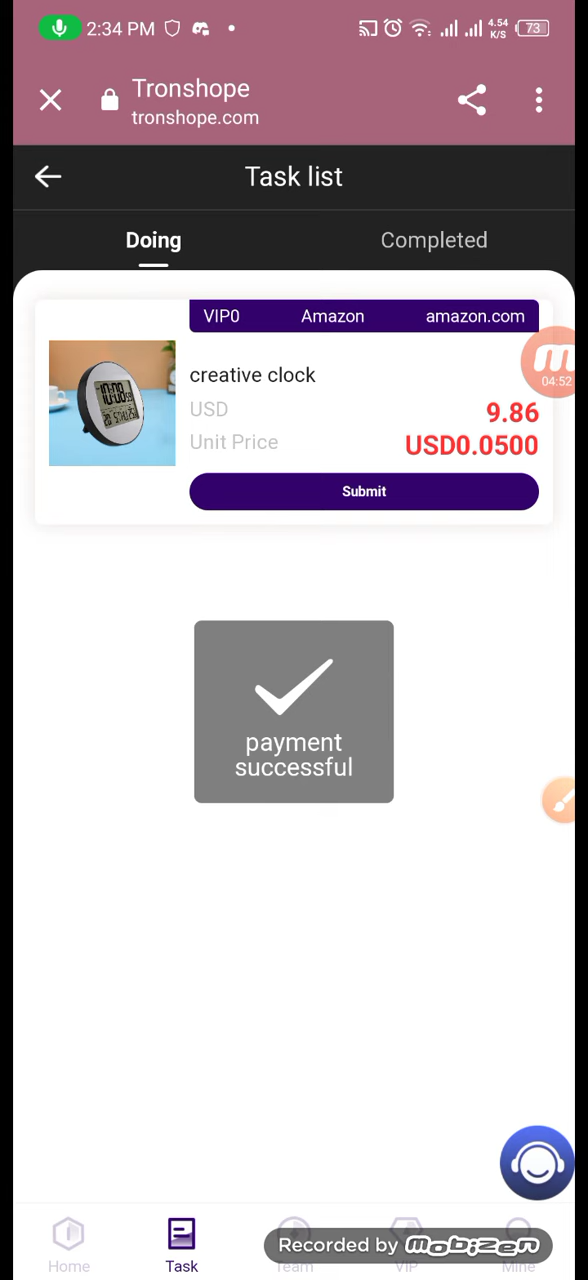 2:34 PM 4.54 K/S 73
Tronshope
tronshope.com
Task list
Doing Completed
VIP0 Amazon amazon.com
04:52
creative clock
USD 9.86
Unit Price USD0.0500
Submit
payment
successful
Recorded by mobizen
Home Task Team VIP Mine